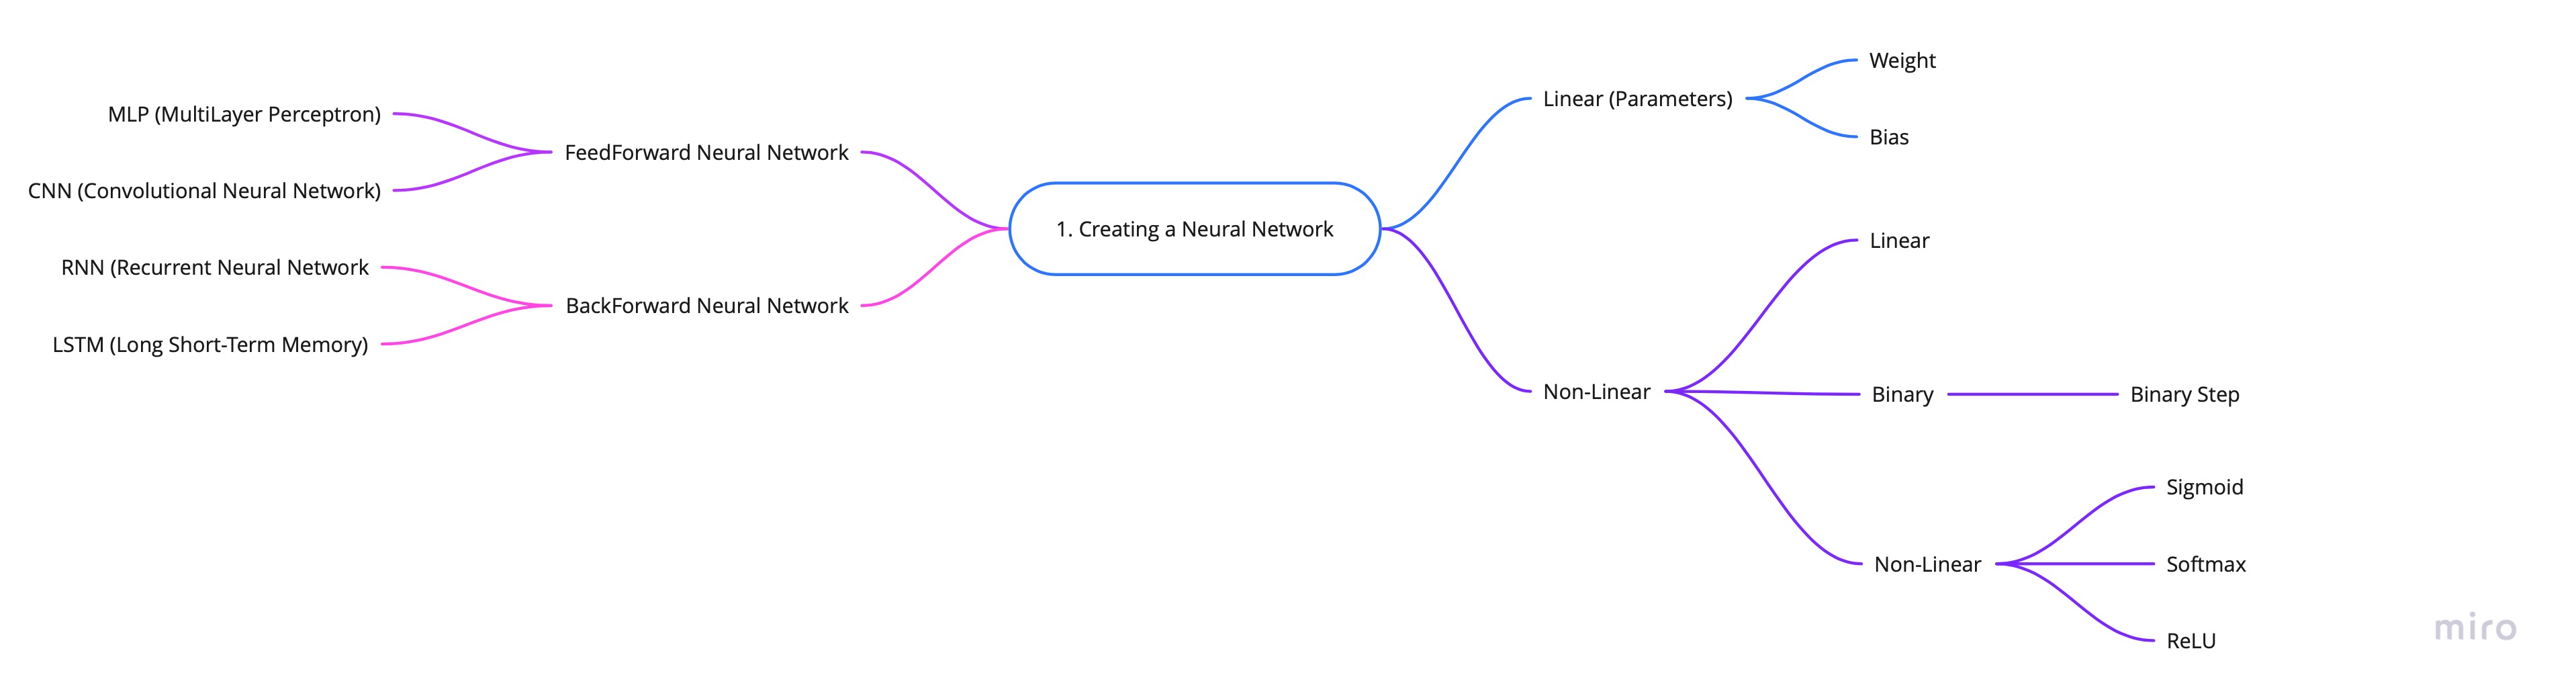 MLP (MultiLayer Perceptron)
CNN (Convolutional Neural Network)
FeedForward Neural Network
RNN (Recurrent Neural Network
LSTM (Long Short-Term Memory)
BackForward Neural Network
1. Creating a Neural Network
Linear (Parameters)
Weight
Bias
Non-Linear
Linear
Binary
Binary Step
Non-Linear
Sigmoid
Softmax
ReLU
miro